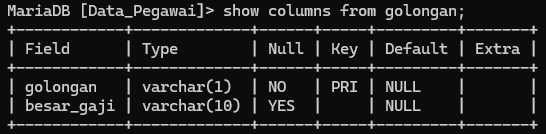 MariaDB [Data_Pegawai]> show columns from golongan;
+------------+-------------+------+-----+---------+-------+
| Field      | Type        | Null | Key | Default | Extra |
+------------+-------------+------+-----+---------+-------+
| golongan   | varchar(1)  | NO   | PRI | NULL    |       |
| besar_gaji | varchar(10) | YES  |     | NULL    |       |
+------------+-------------+------+-----+---------+-------+